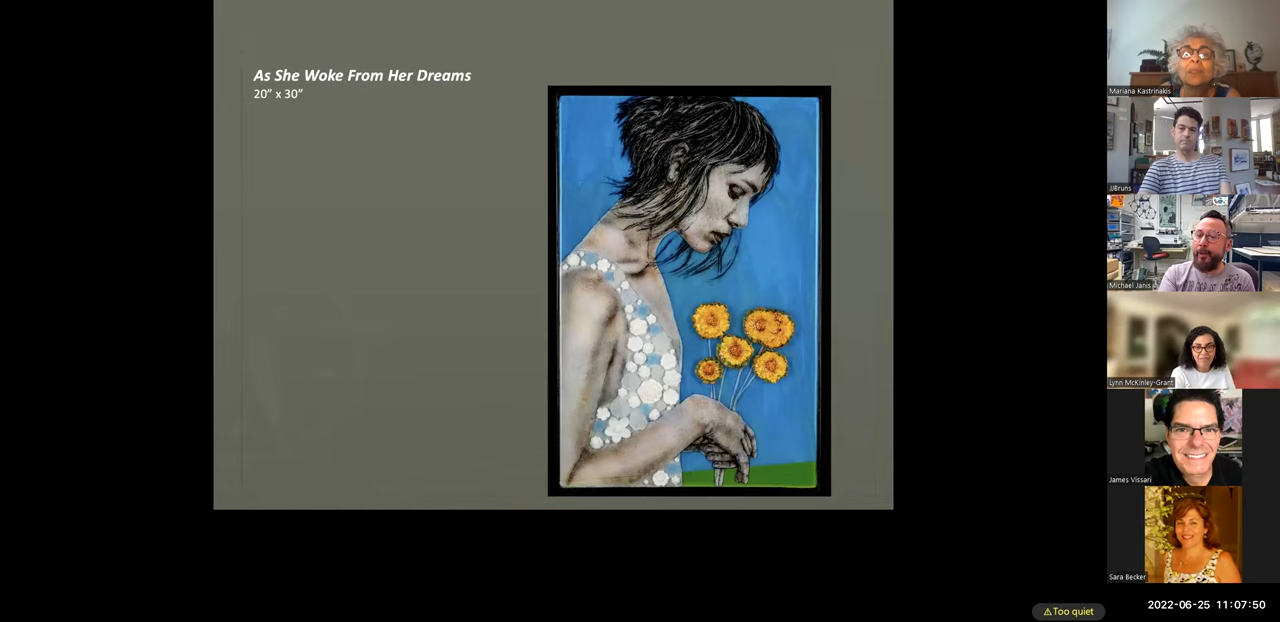 As She Woke From Her Dreams
20” x 30”
Mariana Kastrinakis
JJBruns
Michael Janis
Lynn McKinley-Grant
James Vissari
Sara Becker
⚠Too quiet
2022-06-25 11:07:50